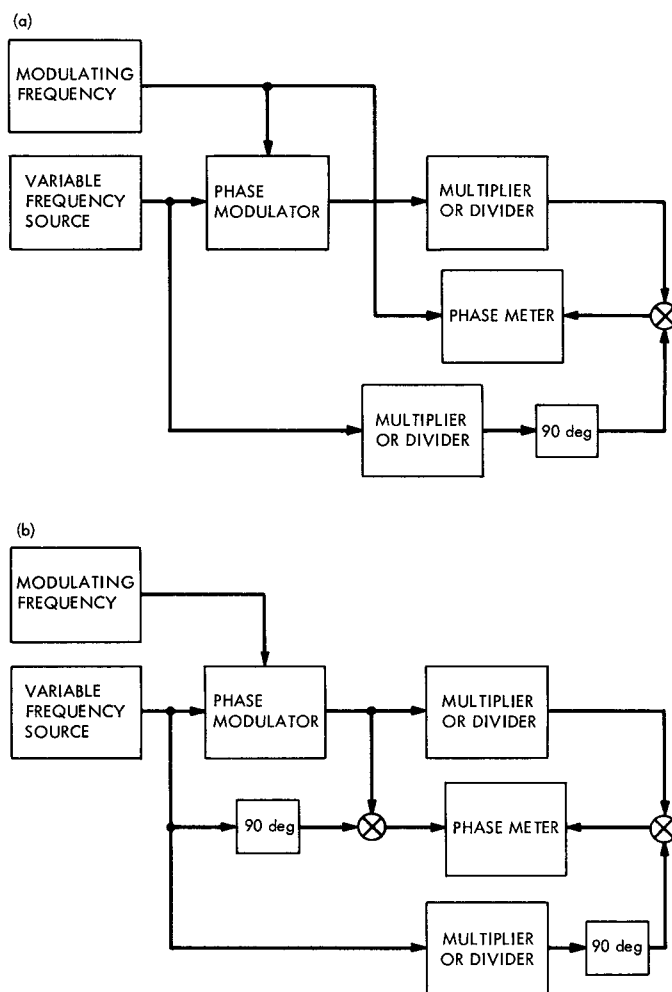 (a)
MODULATING
FREQUENCY
VARIABLE
FREQUENCY
SOURCE
PHASE
MODULATOR
MULTIPLIER
OR DIVIDER
PHASE METER
MULTIPLIER
OR DIVIDER
90 deg
(b)
MODULATING
FREQUENCY
VARIABLE
FREQUENCY
SOURCE
PHASE
MODULATOR
MULTIPLIER
OR DIVIDER
90 deg
PHASE METER
MULTIPLIER
OR DIVIDER
90 deg